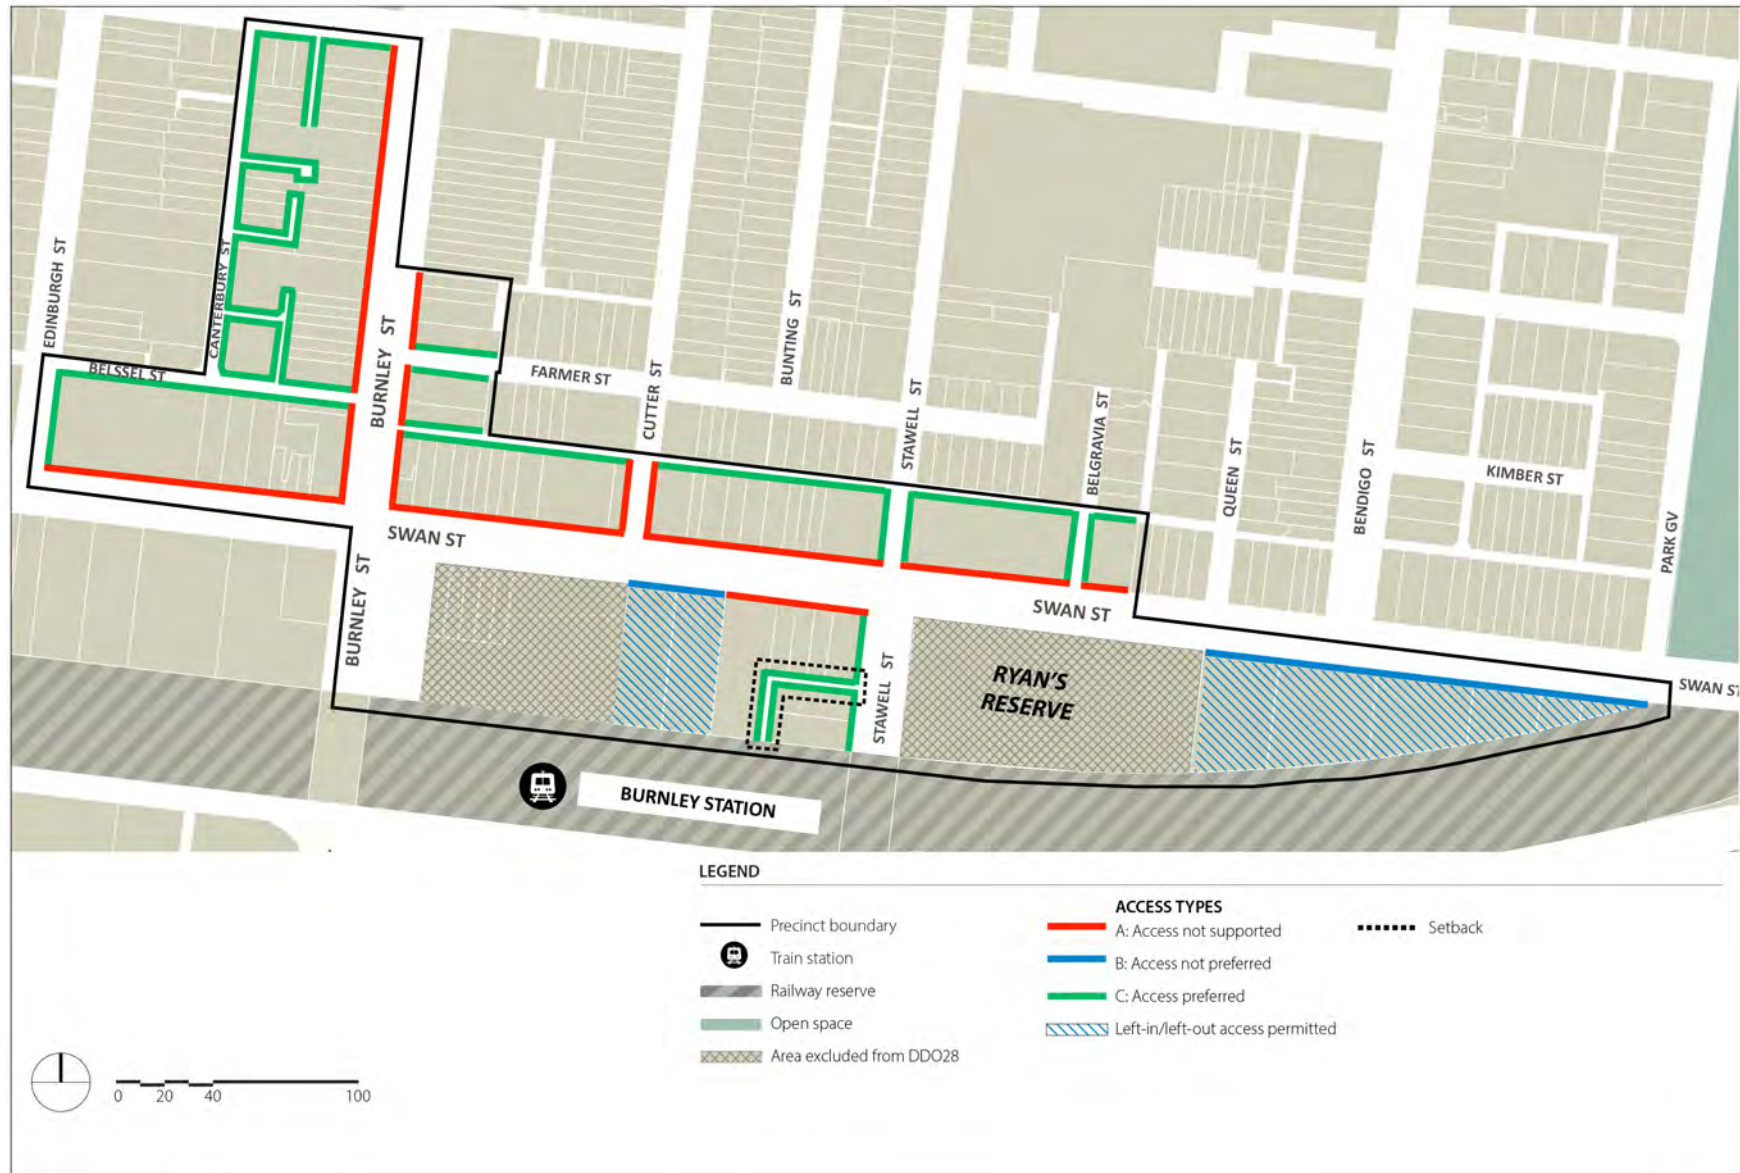 EDINBURGH ST
CANTERBURY ST
BELSSEL ST
BURNLEY ST
FARMER ST
CUTTER ST
BUNTING ST
STAWELL ST
BELGRAVIA ST
QUEEN ST
BENDIGO ST
KIMBER ST
PARK GV
SWAN ST
BURNLEY ST
SWAN ST
STAWELL ST
RYAN'S
RESERVE
SWAN ST
BURNLEY STATION
LEGEND
Precinct boundary
Train station
Railway reserve
Open space
Area excluded from DDO28
ACCESS TYPES
A: Access not supported
B: Access not preferred
C: Access preferred
Left-in/left-out access permitted
Setback
0 20 40 100